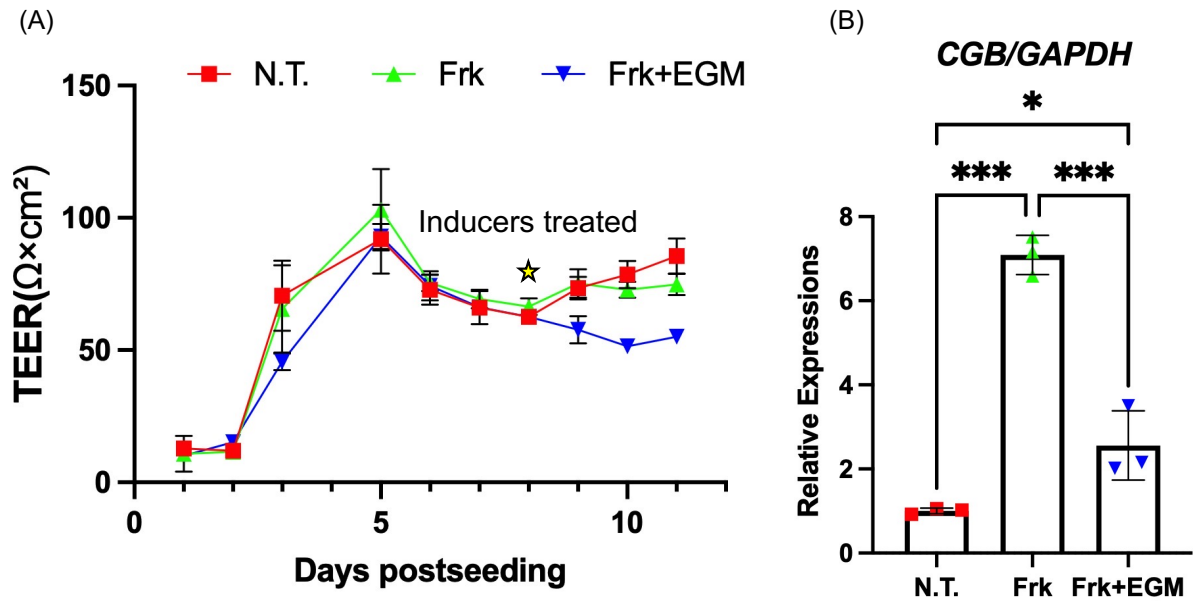 (A)
N.T. Frk Frk+EGM
150
100
50
0
TEER(Ω×cm²)
Inducers treated
0 5 10
Days postseeding
(B)
CGB/GAPDH
*
*** ***
8
6
4
2
0
Relative Expressions
N.T. Frk Frk+EGM